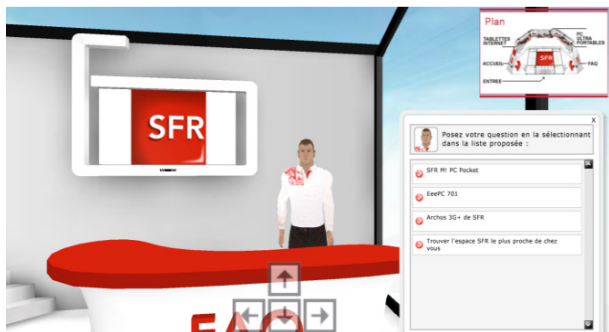 Plan
TABLETTES
INTERNET
PC
ULTRA
PORTABLES
SFR
ACCUEIL
FAQ
ENTREE
SFR
X
Posez votre question en la sélectionnant
dans la liste proposée :
SFR M! PC Pocket
EeePC 701
Archos 3G+ de SFR
Trouver l'espace SFR le plus proche de chez
vous
FAQ